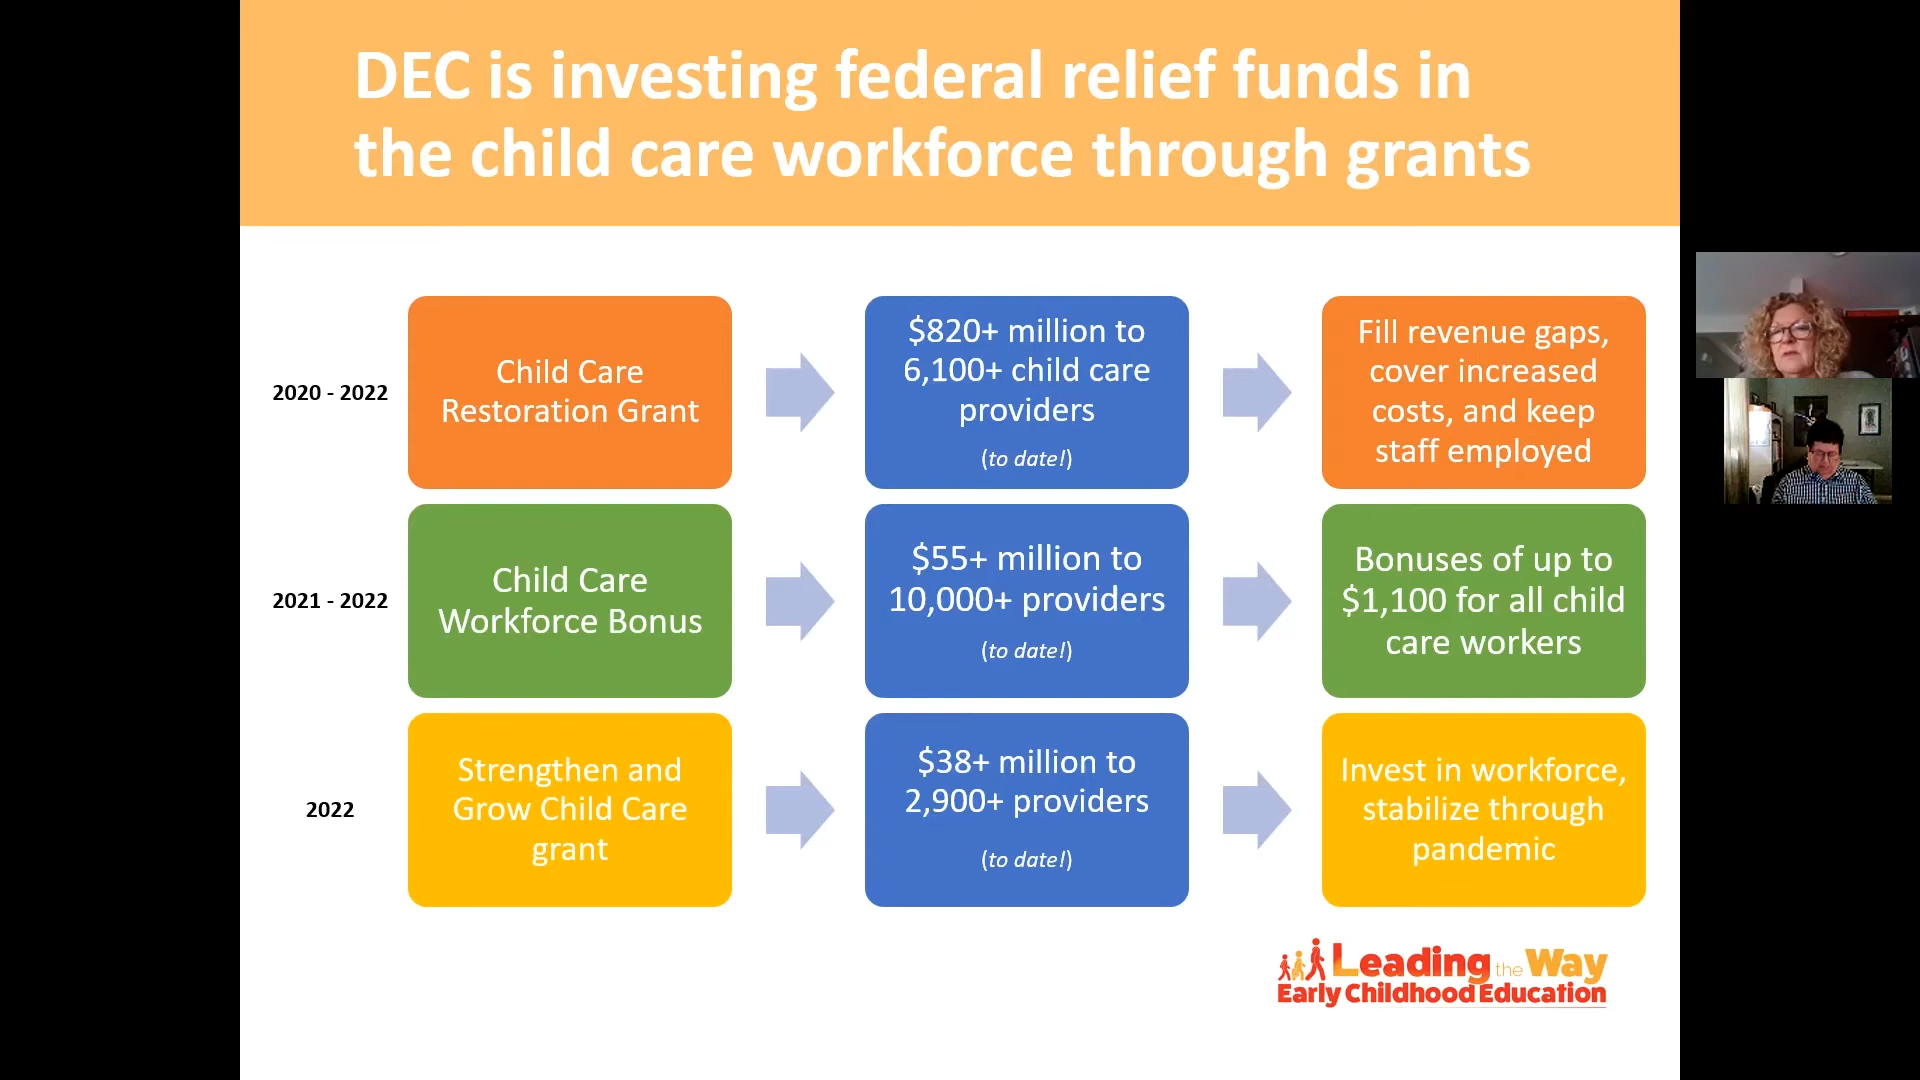 DEC is investing federal relief funds in
the child care workforce through grants
2020 - 2022
Child Care
Restoration Grant
$820+ million to
6,100+ child care
providers
(to date!)
Fill revenue gaps,
cover increased
costs, and keep
staff employed
2021 - 2022
Child Care
Workforce Bonus
$55+ million to
10,000+ providers
(to date!)
Bonuses of up to
$1,100 for all child
care workers
2022
Strengthen and
Grow Child Care
grant
$38+ million to
2,900+ providers
(to date!)
Invest in workforce,
stabilize through
pandemic
Leading the Way
Early Childhood Education